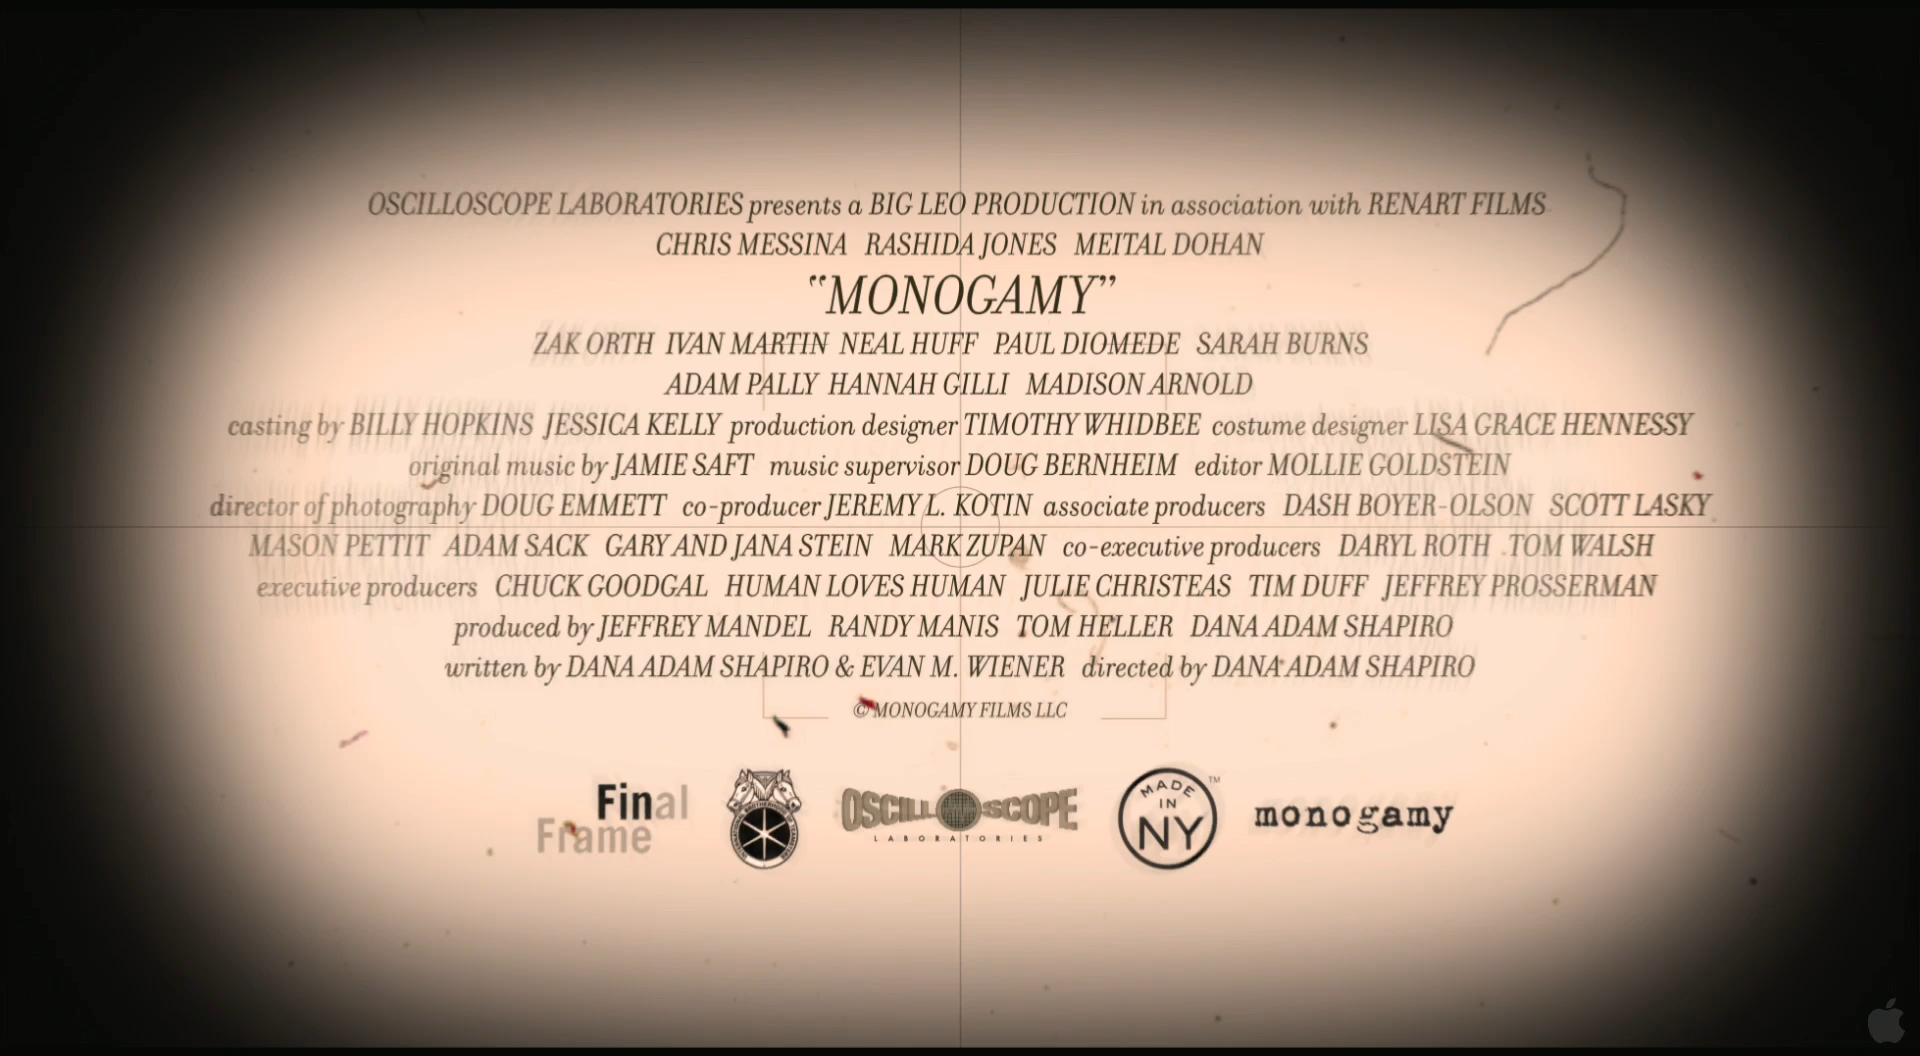 OSCILLOSCOPE LABORATORIES presents a BIG LEO PRODUCTION in association with RENART FILMS
CHRIS MESSINA RASHIDA JONES MEITAL DOHAN
“MONOGAMY”
ZAK ORTH IVAN MARTIN NEAL HUFF PAUL DIOMEDE SARAH BURNS
ADAM PALLY HANNAH GILLI MADISON ARNOLD
casting by BILLY HOPKINS JESSICA KELLY production designer TIMOTHY WHIDBEE costume designer LISA GRACE HENNESSY
original music by JAMIE SAFT music supervisor DOUG BERNHEIM editor MOLLIE GOLDSTEIN
director of photography DOUG EMMETT co-producer JEREMY L. KOTIN associate producers DASH BOYER-OLSON SCOTT LASKY
MASON PETTIT ADAM SACK GARY AND JANA STEIN MARK ZUPAN co-executive producers DARYL ROTH TOM WALSH
executive producers CHUCK GOODGAL HUMAN LOVES HUMAN JULIE CHRISTEAS TIM DUFF JEFFREY PROSSERMAN
produced by JEFFREY MANDEL RANDY MANIS TOM HELLER DANA ADAM SHAPIRO
written by DANA ADAM SHAPIRO & EVAN M. WIENER directed by DANA ADAM SHAPIRO
© MONOGAMY FILMS LLC
Final
Frame
OSCILLOSCOPE
LABORATORIES
MADE
IN
NY
™
monogamy